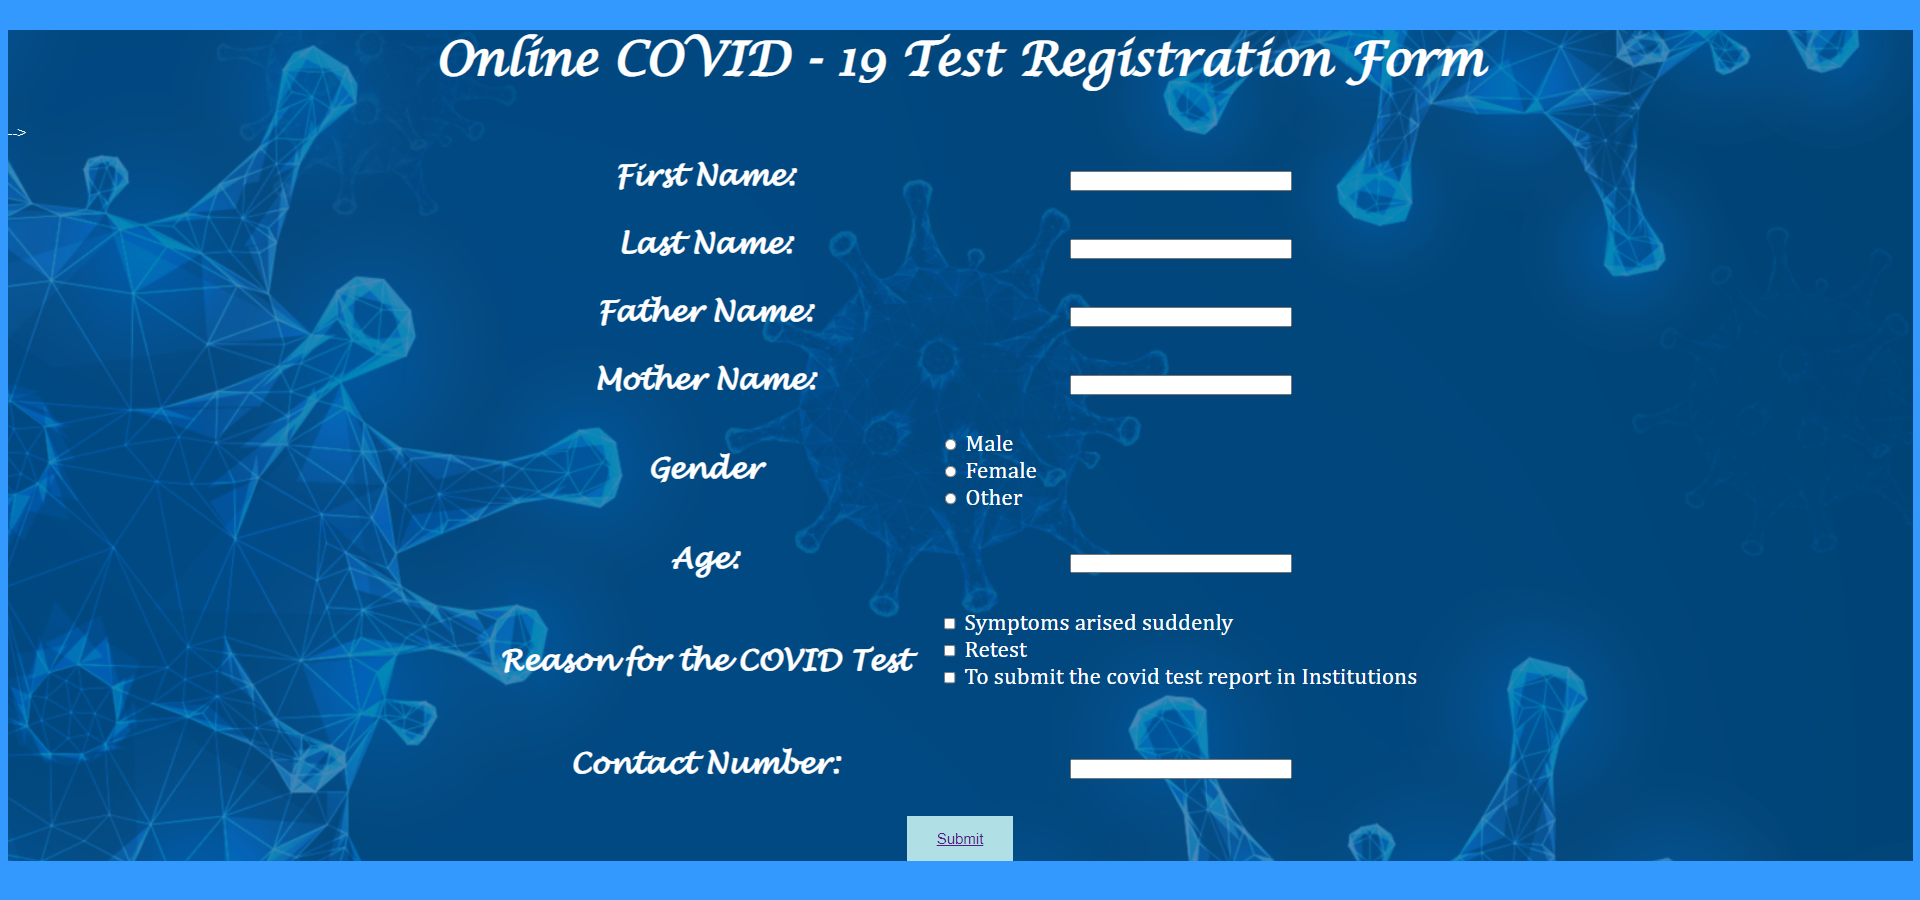 Online COVID - 19 Test Registration Form
-->
First Name:
Last Name:
Father Name:
Mother Name:
Gender
Male
Female
Other
Age:
Reason for the COVID Test
Symptoms arised suddenly
Retest
To submit the covid test report in Institutions
Contact Number:
Submit